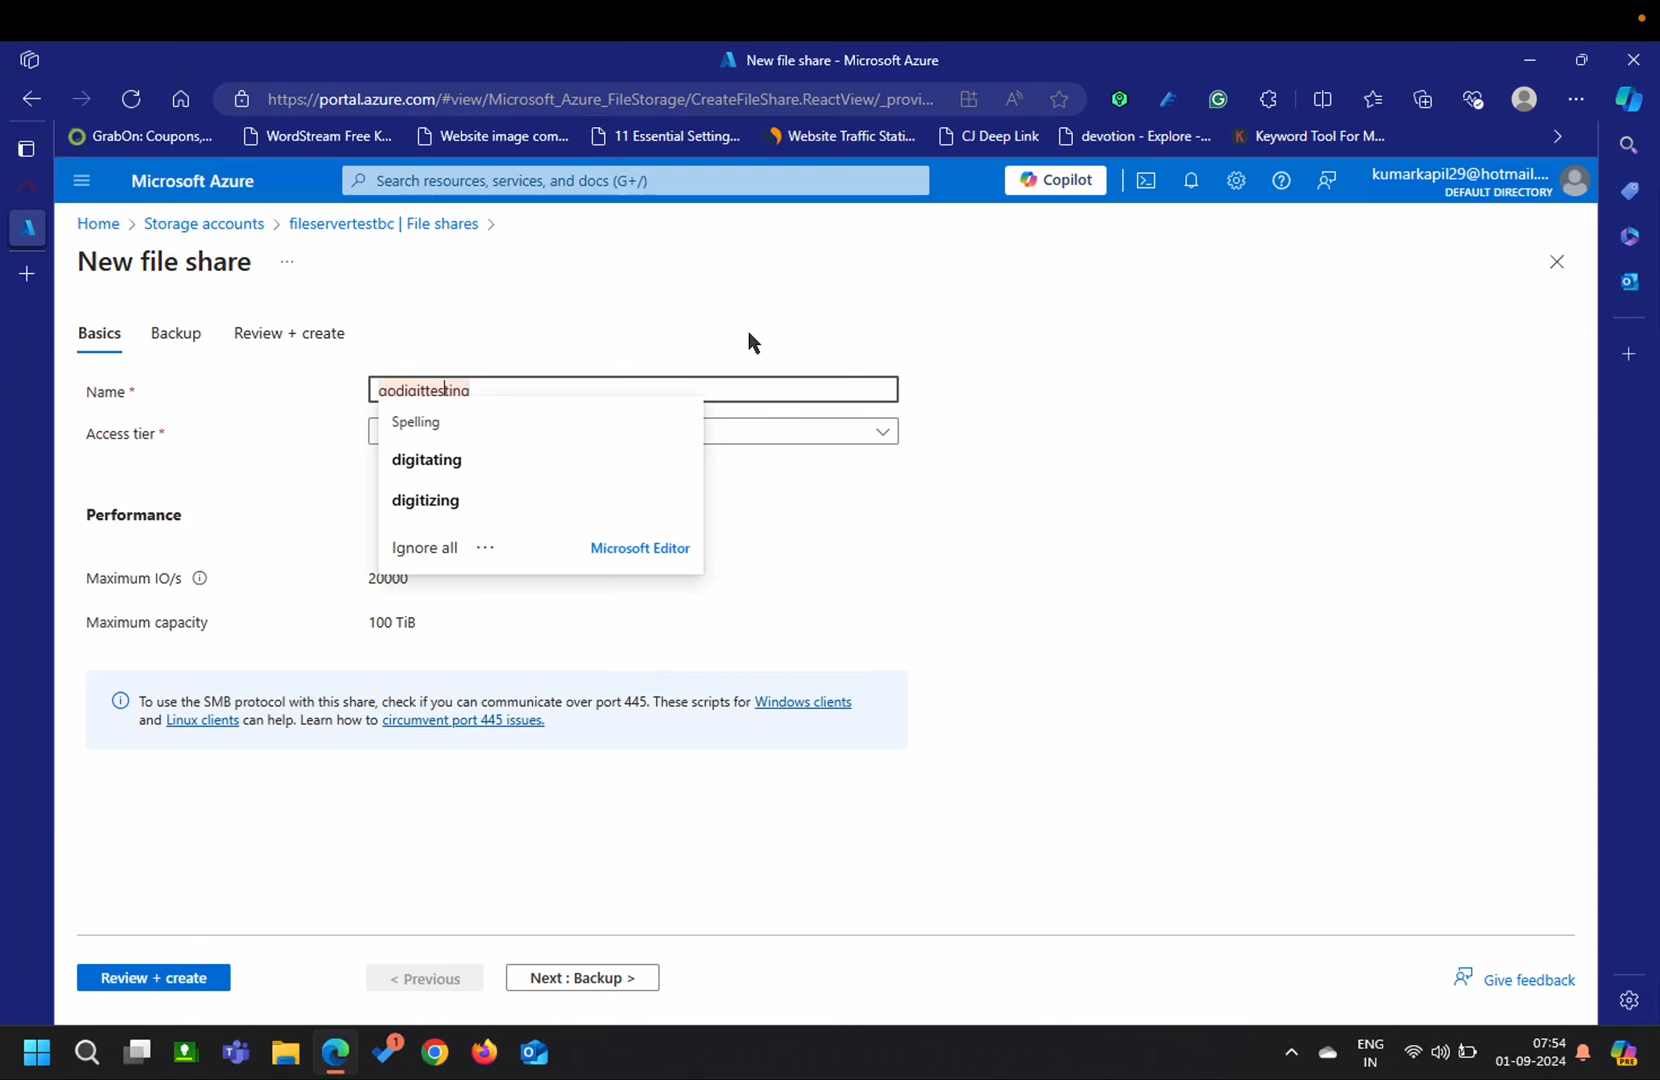 New file share - Microsoft Azure
https://portal.azure.com/#view/Microsoft_Azure_FileStorage/CreateFileShare.ReactView/_provi...
GrabOn: Coupons,...
WordStream Free K...
Website image com...
11 Essential Setting...
Website Traffic Stati...
CJ Deep Link
devotion - Explore -...
K
Keyword Tool For M...
Microsoft Azure
Search resources, services, and docs (G+/)
Copilot
kumarkapil29@hotmail....
DEFAULT DIRECTORY
Home > Storage accounts > fileservertestbc | File shares >
New file share ...
Basics
Backup
Review + create
Name *
godigittesting
Access tier *
Spelling
digitating
digitizing
Ignore all ...
Microsoft Editor
Performance
Maximum IO/s
20000
Maximum capacity
100 TiB
To use the SMB protocol with this share, check if you can communicate over port 445. These scripts for Windows clients
and Linux clients can help. Learn how to circumvent port 445 issues.
Review + create
< Previous
Next : Backup >
Give feedback
1
ENG
IN
07:54
01-09-2024
PRE